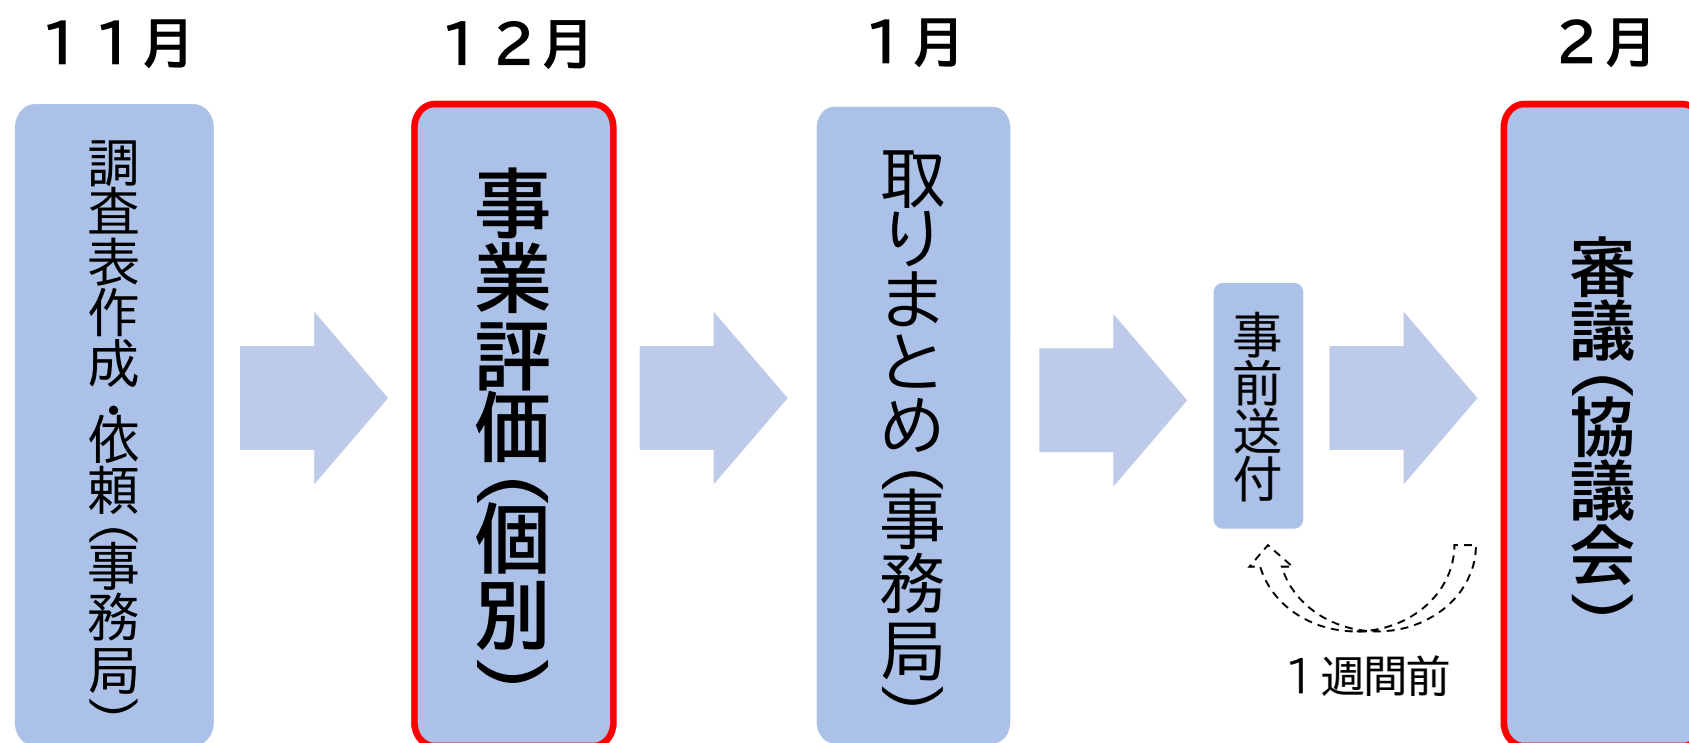 １１月
調査表作成・依頼（事務局）
１２月
事業評価（個別）
１月
取りまとめ（事務局）
事前送付
１週間前
２月
審議（協議会）